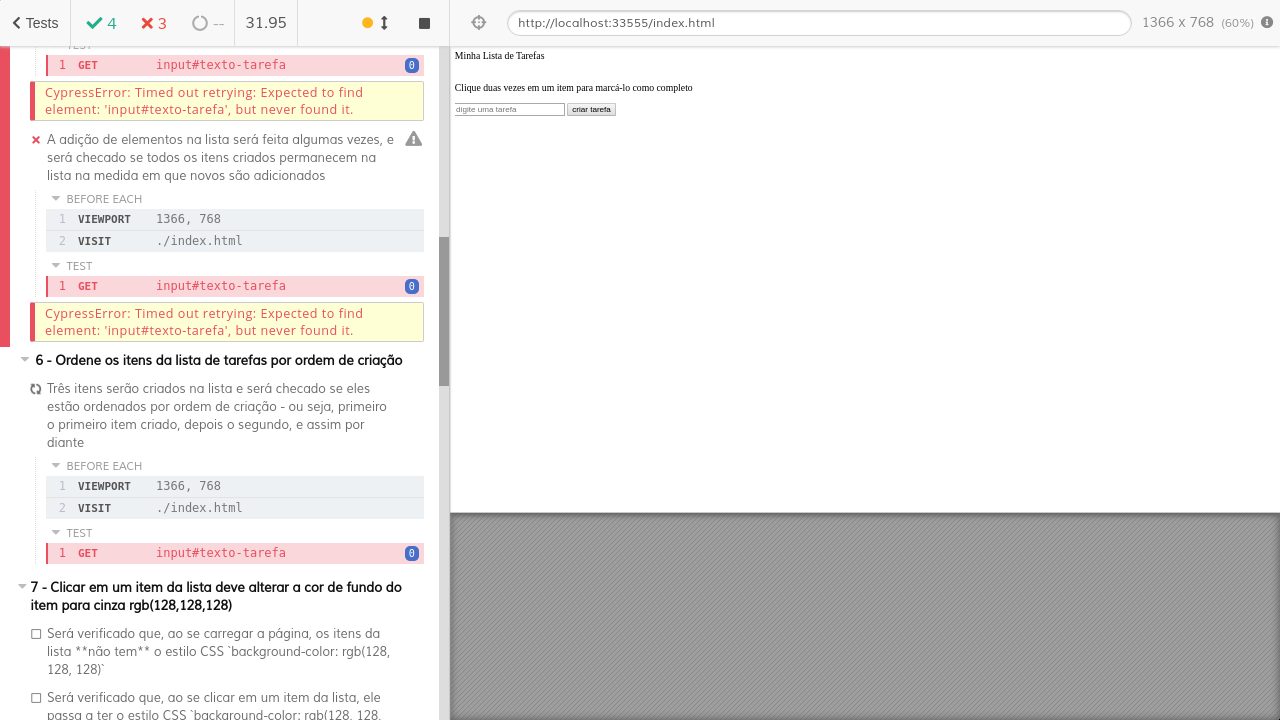 Tests
4
3
--
31.95
http://localhost:33555/index.html
1366 x 768 (60%)
TEST
1 GET input#texto-tarefa 0
CypressError: Timed out retrying: Expected to find
element: 'input#texto-tarefa', but never found it.
A adição de elementos na lista será feita algumas vezes, e
será checado se todos os itens criados permanecem na
lista na medida em que novos são adicionados
BEFORE EACH
1 VIEWPORT 1366, 768
2 VISIT ./index.html
TEST
1 GET input#texto-tarefa 0
CypressError: Timed out retrying: Expected to find
element: 'input#texto-tarefa', but never found it.
6 - Ordene os itens da lista de tarefas por ordem de criação
Três itens serão criados na lista e será checado se eles
estão ordenados por ordem de criação - ou seja, primeiro
o primeiro item criado, depois o segundo, e assim por
diante
BEFORE EACH
1 VIEWPORT 1366, 768
2 VISIT ./index.html
TEST
1 GET input#texto-tarefa 0
7 - Clicar em um item da lista deve alterar a cor de fundo do
item para cinza rgb(128,128,128)
Será verificado que, ao se carregar a página, os itens da
lista **não tem** o estilo CSS `background-color: rgb(128,
128, 128)`
Será verificado que, ao se clicar em um item da lista, ele
passa a ter o estilo CSS `background-color: rgb(128, 128,
Minha Lista de Tarefas
Clique duas vezes em um item para marcá-lo como completo
digite uma tarefa
criar tarefa